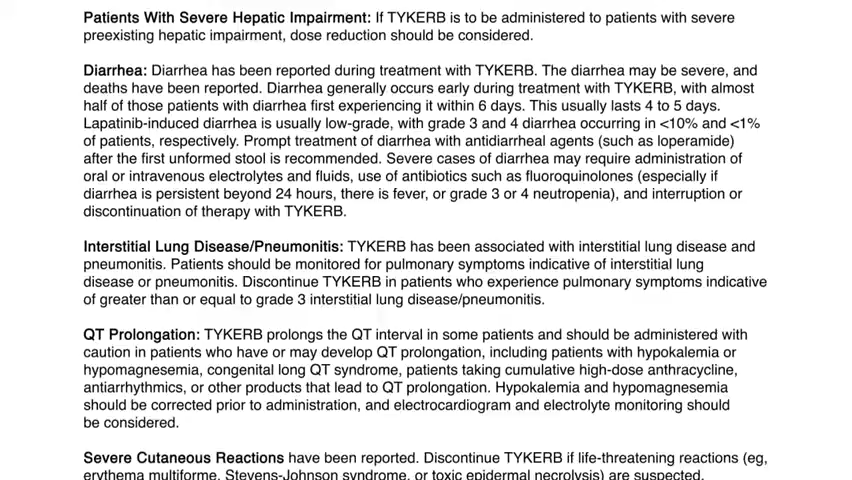 Patients With Severe Hepatic Impairment: If TYKERB is to be administered to patients with severe
preexisting hepatic impairment, dose reduction should be considered.
Diarrhea: Diarrhea has been reported during treatment with TYKERB. The diarrhea may be severe, and
deaths have been reported. Diarrhea generally occurs early during treatment with TYKERB, with almost
half of those patients with diarrhea first experiencing it within 6 days. This usually lasts 4 to 5 days.
Lapatinib-induced diarrhea is usually low-grade, with grade 3 and 4 diarrhea occurring in <10% and <1%
of patients, respectively. Prompt treatment of diarrhea with antidiarrheal agents (such as loperamide)
after the first unformed stool is recommended. Severe cases of diarrhea may require administration of
oral or intravenous electrolytes and fluids, use of antibiotics such as fluoroquinolones (especially if
diarrhea is persistent beyond 24 hours, there is fever, or grade 3 or 4 neutropenia), and interruption or
discontinuation of therapy with TYKERB.
Interstitial Lung Disease/Pneumonitis: TYKERB has been associated with interstitial lung disease and
pneumonitis. Patients should be monitored for pulmonary symptoms indicative of interstitial lung
disease or pneumonitis. Discontinue TYKERB in patients who experience pulmonary symptoms indicative
of greater than or equal to grade 3 interstitial lung disease/pneumonitis.
QT Prolongation: TYKERB prolongs the QT interval in some patients and should be administered with
caution in patients who have or may develop QT prolongation, including patients with hypokalemia or
hypomagnesemia, congenital long QT syndrome, patients taking cumulative high-dose anthracycline,
antiarrhythmics, or other products that lead to QT prolongation. Hypokalemia and hypomagnesemia
should be corrected prior to administration, and electrocardiogram and electrolyte monitoring should
be considered.
Severe Cutaneous Reactions have been reported. Discontinue TYKERB if life-threatening reactions (eg,
erythema multiforme, Stevens-Johnson syndrome, or toxic epidermal necrolysis) are suspected.